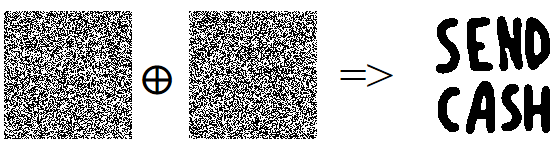 ⊕ => SEND
CASH